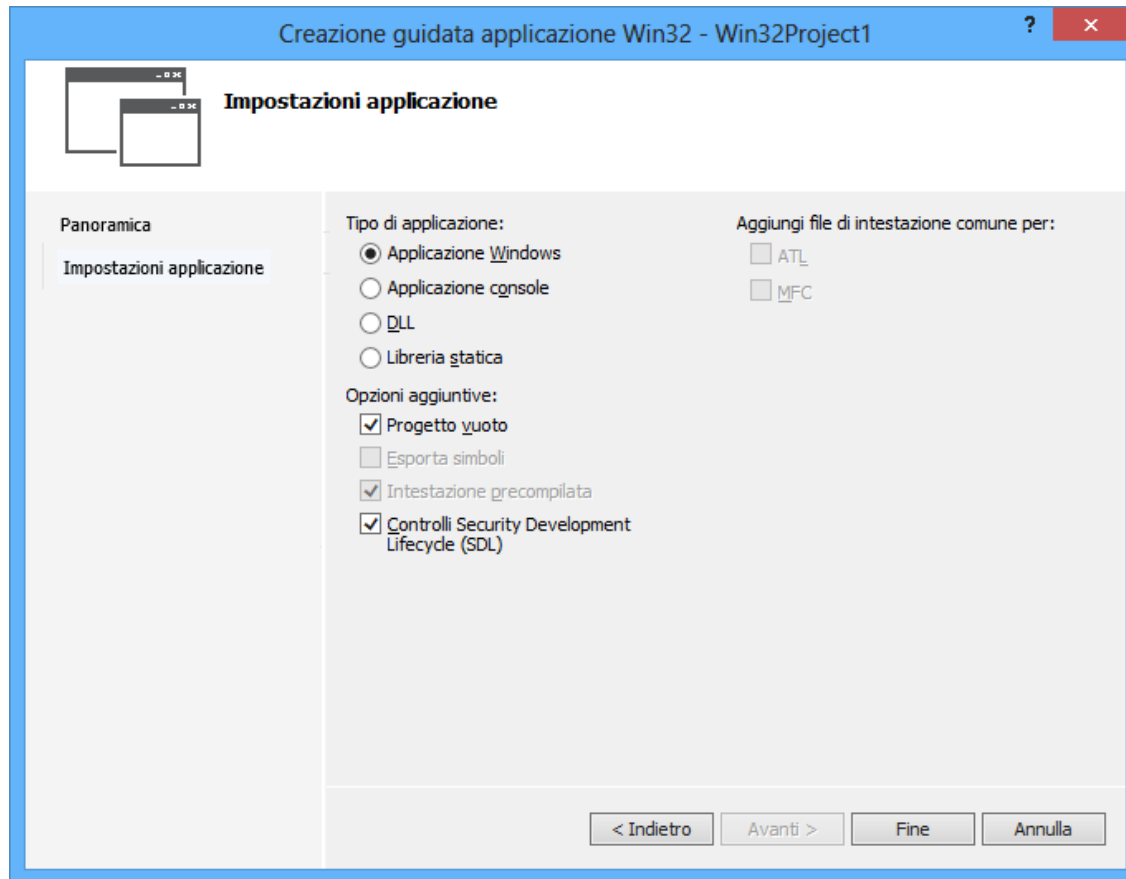 Creazione guidata applicazione Win32 - Win32Project1
?
Impostazioni applicazione
Panoramica
Impostazioni applicazione
Tipo di applicazione:
Applicazione Windows
Applicazione console
DLL
Libreria statica
Opzioni aggiuntive:
Progetto vuoto
Esporta simboli
Intestazione precompilata
Controlli Security Development
Lifecycle (SDL)
Aggiungi file di intestazione comune per:
ATL
MFC
< Indietro
Avanti >
Fine
Annulla